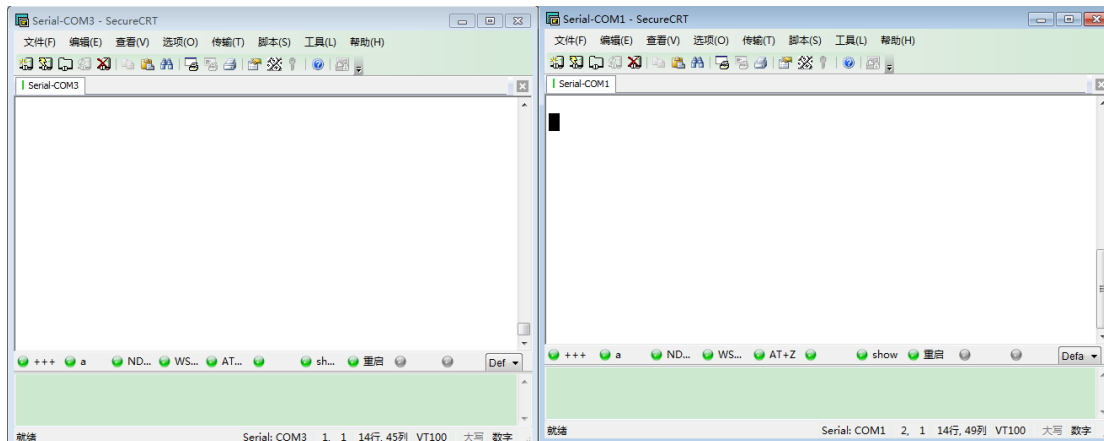 Serial-COM3 - SecureCRT
文件(F) 编辑(E) 查看(V) 选项(O) 传输(T) 脚本(S) 工具(L) 帮助(H)
Serial-COM3
+++ a ND... WS... AT... sh... 重启 Def
就绪 Serial: COM3 1, 1 14行, 45列 VT100 大写 数字
Serial-COM1 - SecureCRT
文件(F) 编辑(E) 查看(V) 选项(O) 传输(T) 脚本(S) 工具(L) 帮助(H)
Serial-COM1
+++ a ND... WS... AT+Z show 重启 Defa
就绪 Serial: COM1 2, 1 14行, 49列 VT100 大写 数字